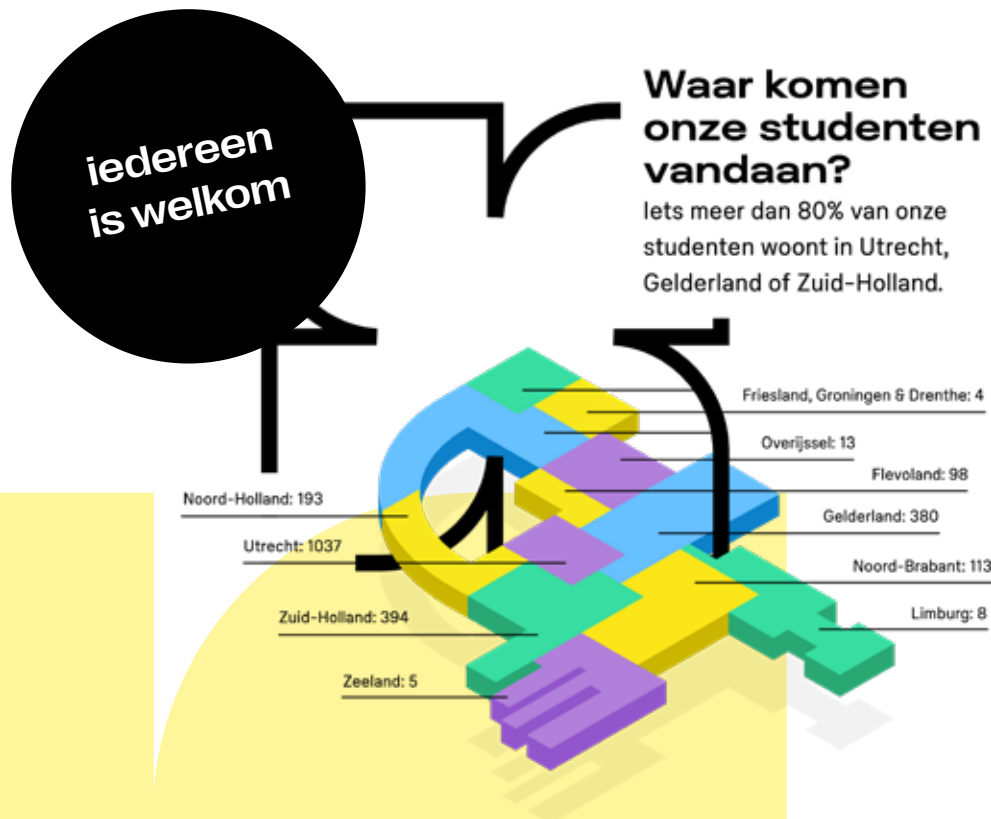 iedereen
is welkom
Waar komen
onze studenten
vandaan?
Iets meer dan 80% van onze
studenten woont in Utrecht,
Gelderland of Zuid-Holland.
Friesland, Groningen & Drenthe: 4
Overijssel: 13
Flevoland: 98
Noord-Holland: 193
Gelderland: 380
Utrecht: 1037
Noord-Brabant: 113
Zuid-Holland: 394
Limburg: 8
Zeeland: 5